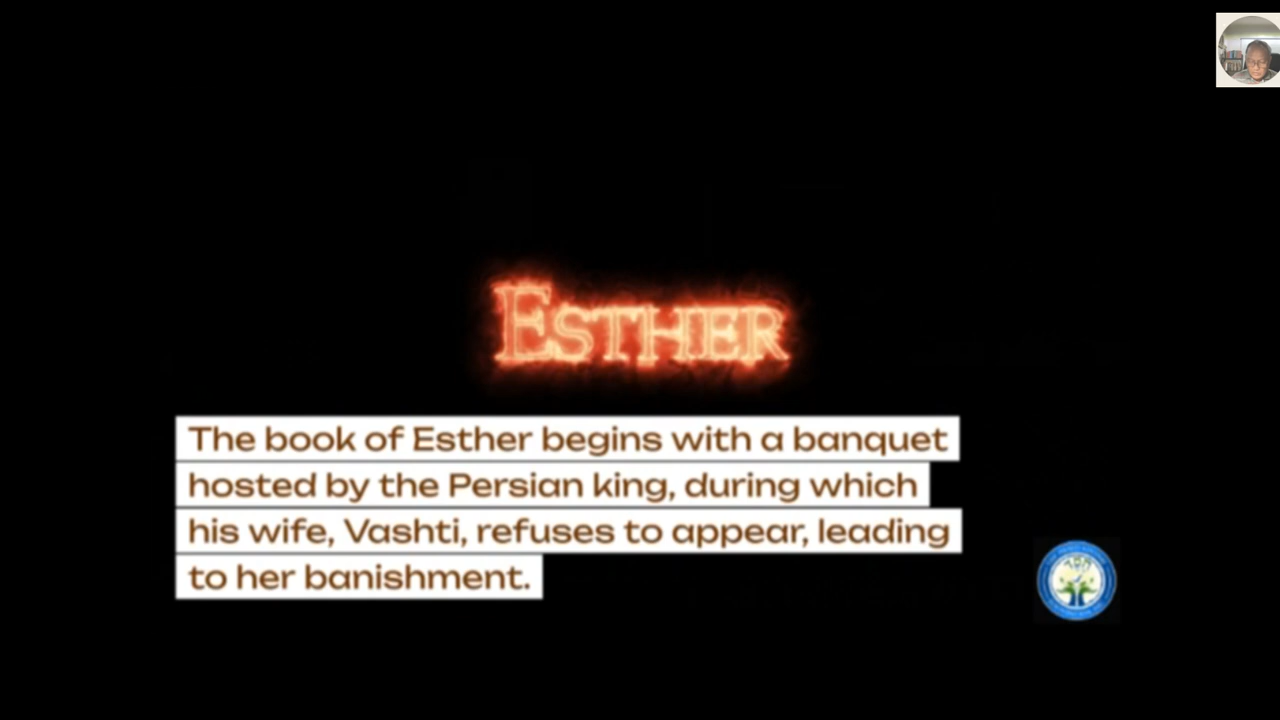 ESTHER
The book of Esther begins with a banquet
hosted by the Persian king, during which
his wife, Vashti, refuses to appear, leading
to her banishment.